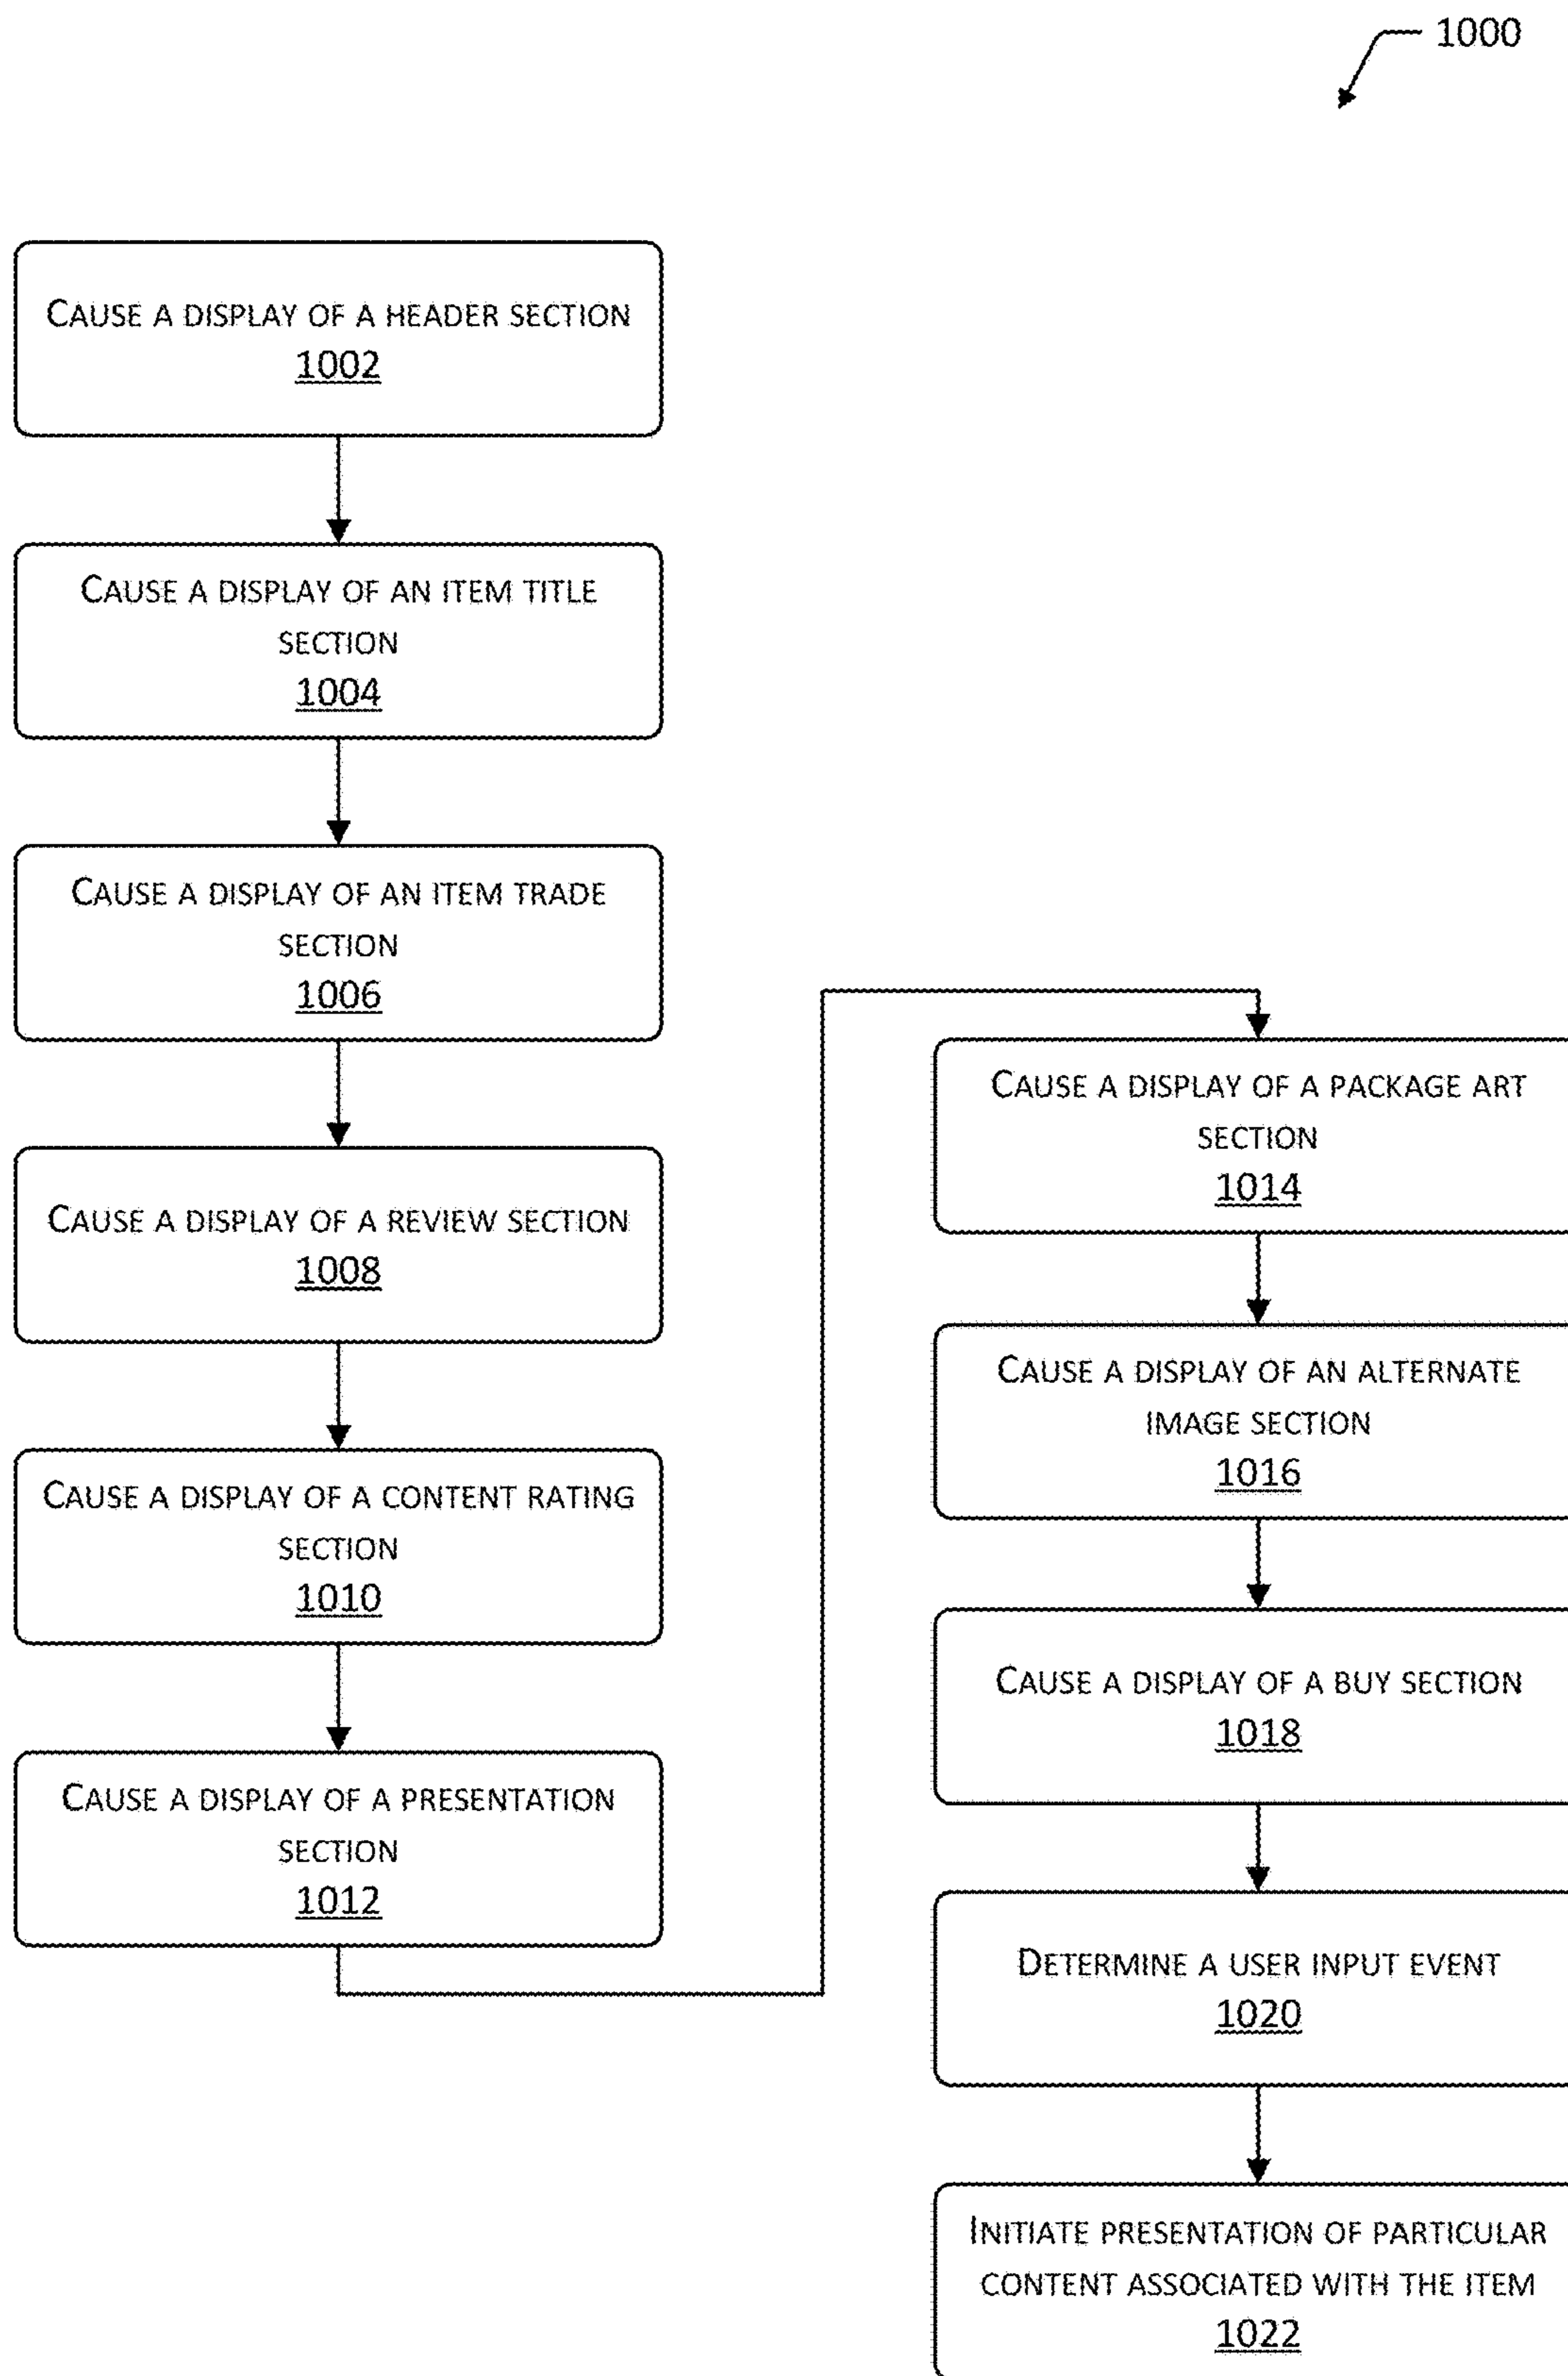 1000
CAUSE A DISPLAY OF A HEADER SECTION
1002
CAUSE A DISPLAY OF AN ITEM TITLE
SECTION
1004
CAUSE A DISPLAY OF AN ITEM TRADE
SECTION
1006
CAUSE A DISPLAY OF A REVIEW SECTION
1008
CAUSE A DISPLAY OF A CONTENT RATING
SECTION
1010
CAUSE A DISPLAY OF A PRESENTATION
SECTION
1012
CAUSE A DISPLAY OF A PACKAGE ART
SECTION
1014
CAUSE A DISPLAY OF AN ALTERNATE
IMAGE SECTION
1016
CAUSE A DISPLAY OF A BUY SECTION
1018
DETERMINE A USER INPUT EVENT
1020
INITIATE PRESENTATION OF PARTICULAR
CONTENT ASSOCIATED WITH THE ITEM
1022